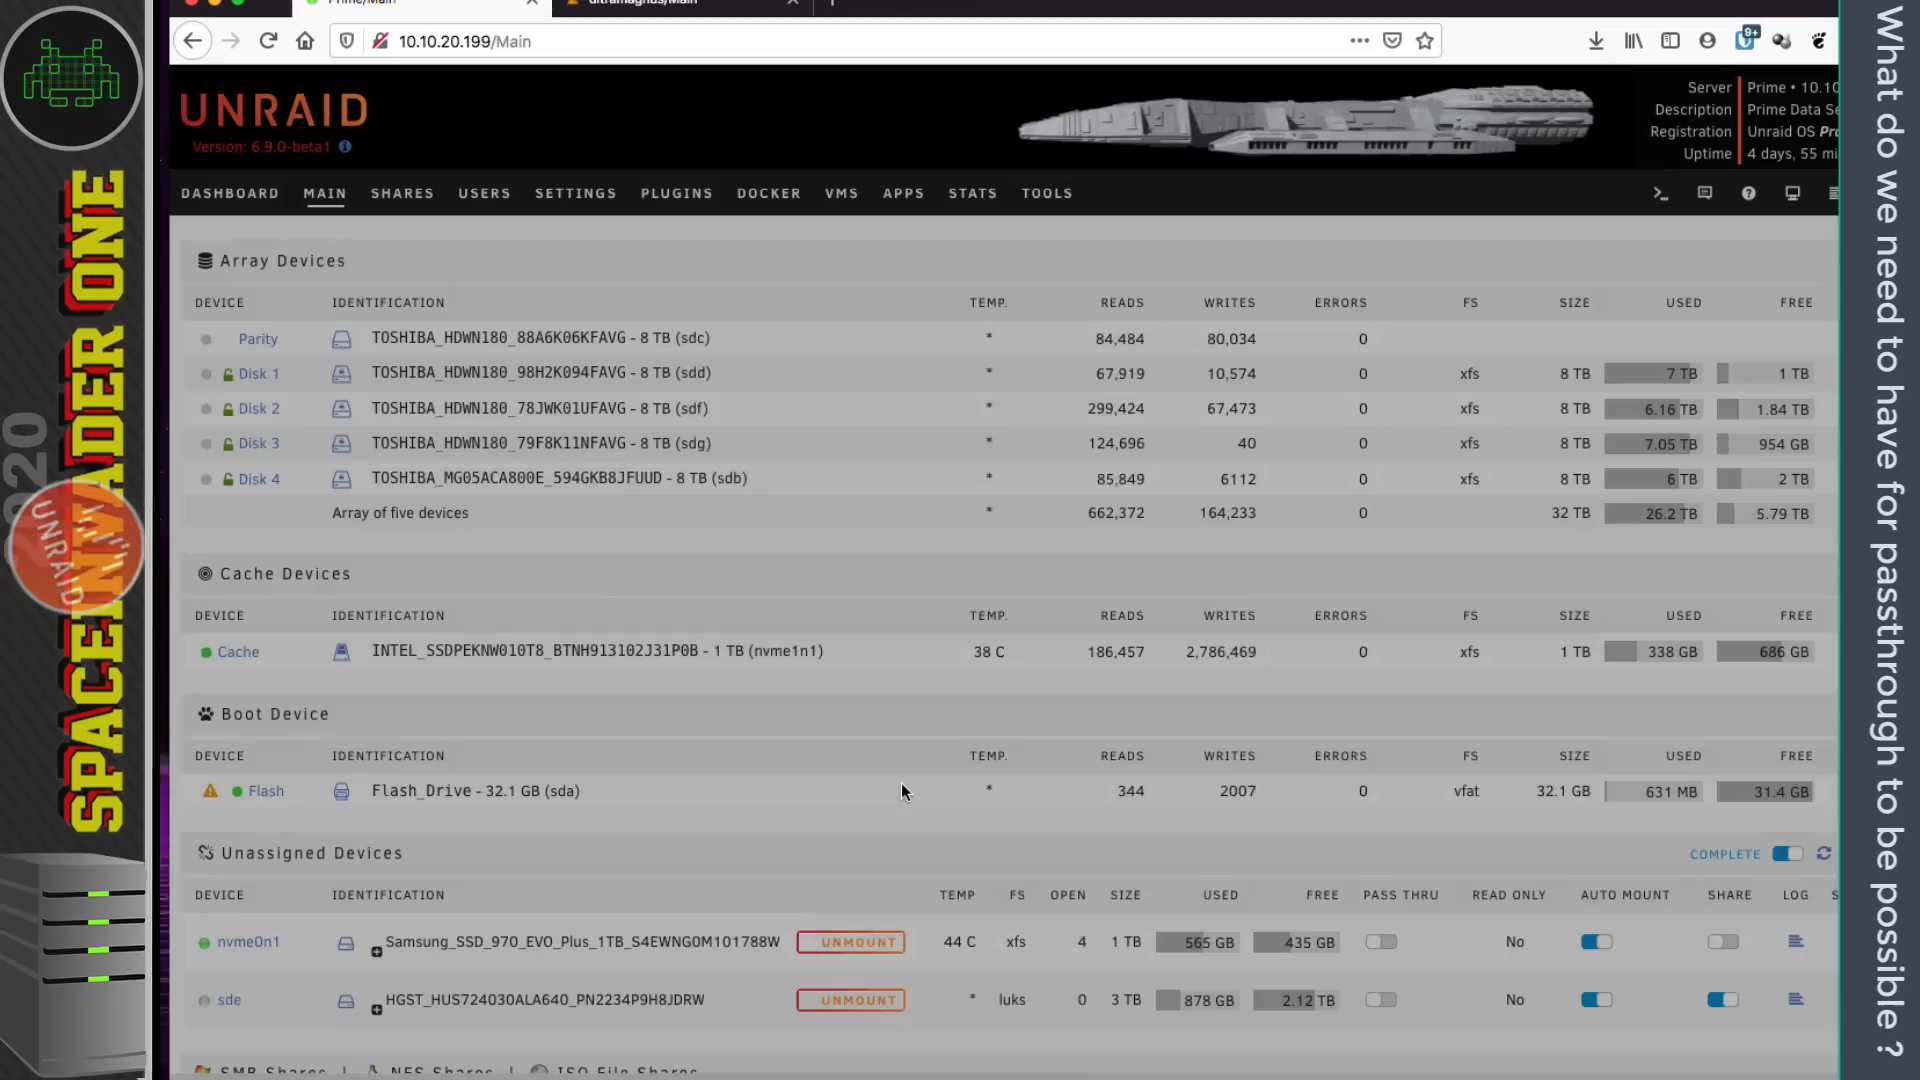 Prime/Main
ultramagnus/Main
10.10.20.199/Main
9+
UNRAID
Version: 6.9.0-beta1
Server Prime • 10.10
Description Prime Data Se
Registration Unraid OS Pro
Uptime 4 days, 55 mi
DASHBOARD MAIN SHARES USERS SETTINGS PLUGINS DOCKER VMS APPS STATS TOOLS
Array Devices
DEVICE IDENTIFICATION TEMP. READS WRITES ERRORS FS SIZE USED FREE
Parity TOSHIBA_HDWN180_88A6K06KFAVG - 8 TB (sdc) * 84,484 80,034 0
Disk 1 TOSHIBA_HDWN180_98H2K094FAVG - 8 TB (sdd) * 67,919 10,574 0 xfs 8 TB 7 TB 1 TB
Disk 2 TOSHIBA_HDWN180_78JWK01UFAVG - 8 TB (sdf) * 299,424 67,473 0 xfs 8 TB 6.16 TB 1.84 TB
Disk 3 TOSHIBA_HDWN180_79F8K11NFAVG - 8 TB (sdg) * 124,696 40 0 xfs 8 TB 7.05 TB 954 GB
Disk 4 TOSHIBA_MG05ACA800E_594GKB8JFUUD - 8 TB (sdb) * 85,849 6112 0 xfs 8 TB 6 TB 2 TB
Array of five devices * 662,372 164,233 0 32 TB 26.2 TB 5.79 TB
Cache Devices
DEVICE IDENTIFICATION TEMP. READS WRITES ERRORS FS SIZE USED FREE
Cache INTEL_SSDPEKNW010T8_BTNH913102J31P0B - 1 TB (nvme1n1) 38 C 186,457 2,786,469 0 xfs 1 TB 338 GB 686 GB
Boot Device
DEVICE IDENTIFICATION TEMP. READS WRITES ERRORS FS SIZE USED FREE
Flash Flash_Drive - 32.1 GB (sda) * 344 2007 0 vfat 32.1 GB 631 MB 31.4 GB
Unassigned Devices
COMPLETE
DEVICE IDENTIFICATION TEMP FS OPEN SIZE USED FREE PASS THRU READ ONLY AUTO MOUNT SHARE LOG S
nvme0n1 Samsung_SSD_970_EVO_Plus_1TB_S4EWNG0M101788W UNMOUNT 44 C xfs 4 1 TB 565 GB 435 GB No
sde HGST_HUS724030ALA640_PN2234P9H8JDRW UNMOUNT * luks 0 3 TB 878 GB 2.12 TB No
SMB Shares | NFS Shares | ISO File Shares
SPACEINVADER ONE
2020
UNRAID
What do we need to have for passthrough to be possible ?